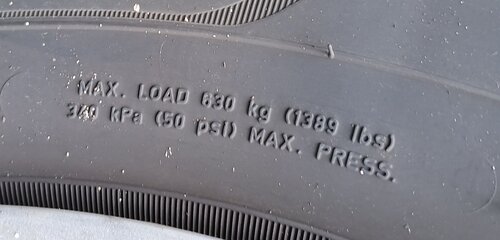 MAX. LOAD 630 kg (1389 lbs)
340 kPa (50 psi) MAX. PRESS.